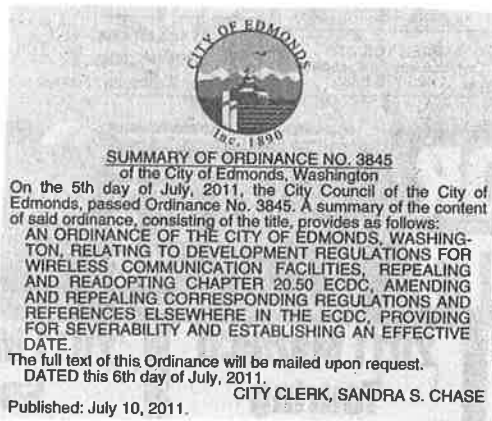 CITY OF EDMONDS
Inc. 1890
SUMMARY OF ORDINANCE NO. 3845
of the City of Edmonds, Washington
On the 5th day of July, 2011, the City Council of the City of
Edmonds, passed Ordinance No. 3845. A summary of the content
of said ordinance, consisting of the title, provides as follows:
AN ORDINANCE OF THE CITY OF EDMONDS, WASHING-
TON, RELATING TO DEVELOPMENT REGULATIONS FOR
WIRELESS COMMUNICATION FACILITIES, REPEALING
AND READOPTING CHAPTER 20.50 ECDC, AMENDING
AND REPEALING CORRESPONDING REGULATIONS AND
REFERENCES ELSEWHERE IN THE ECDC, PROVIDING
FOR SEVERABILITY AND ESTABLISHING AN EFFECTIVE
DATE.
The full text of this Ordinance will be mailed upon request.
DATED this 6th day of July, 2011.
CITY CLERK, SANDRA S. CHASE
Published: July 10, 2011.